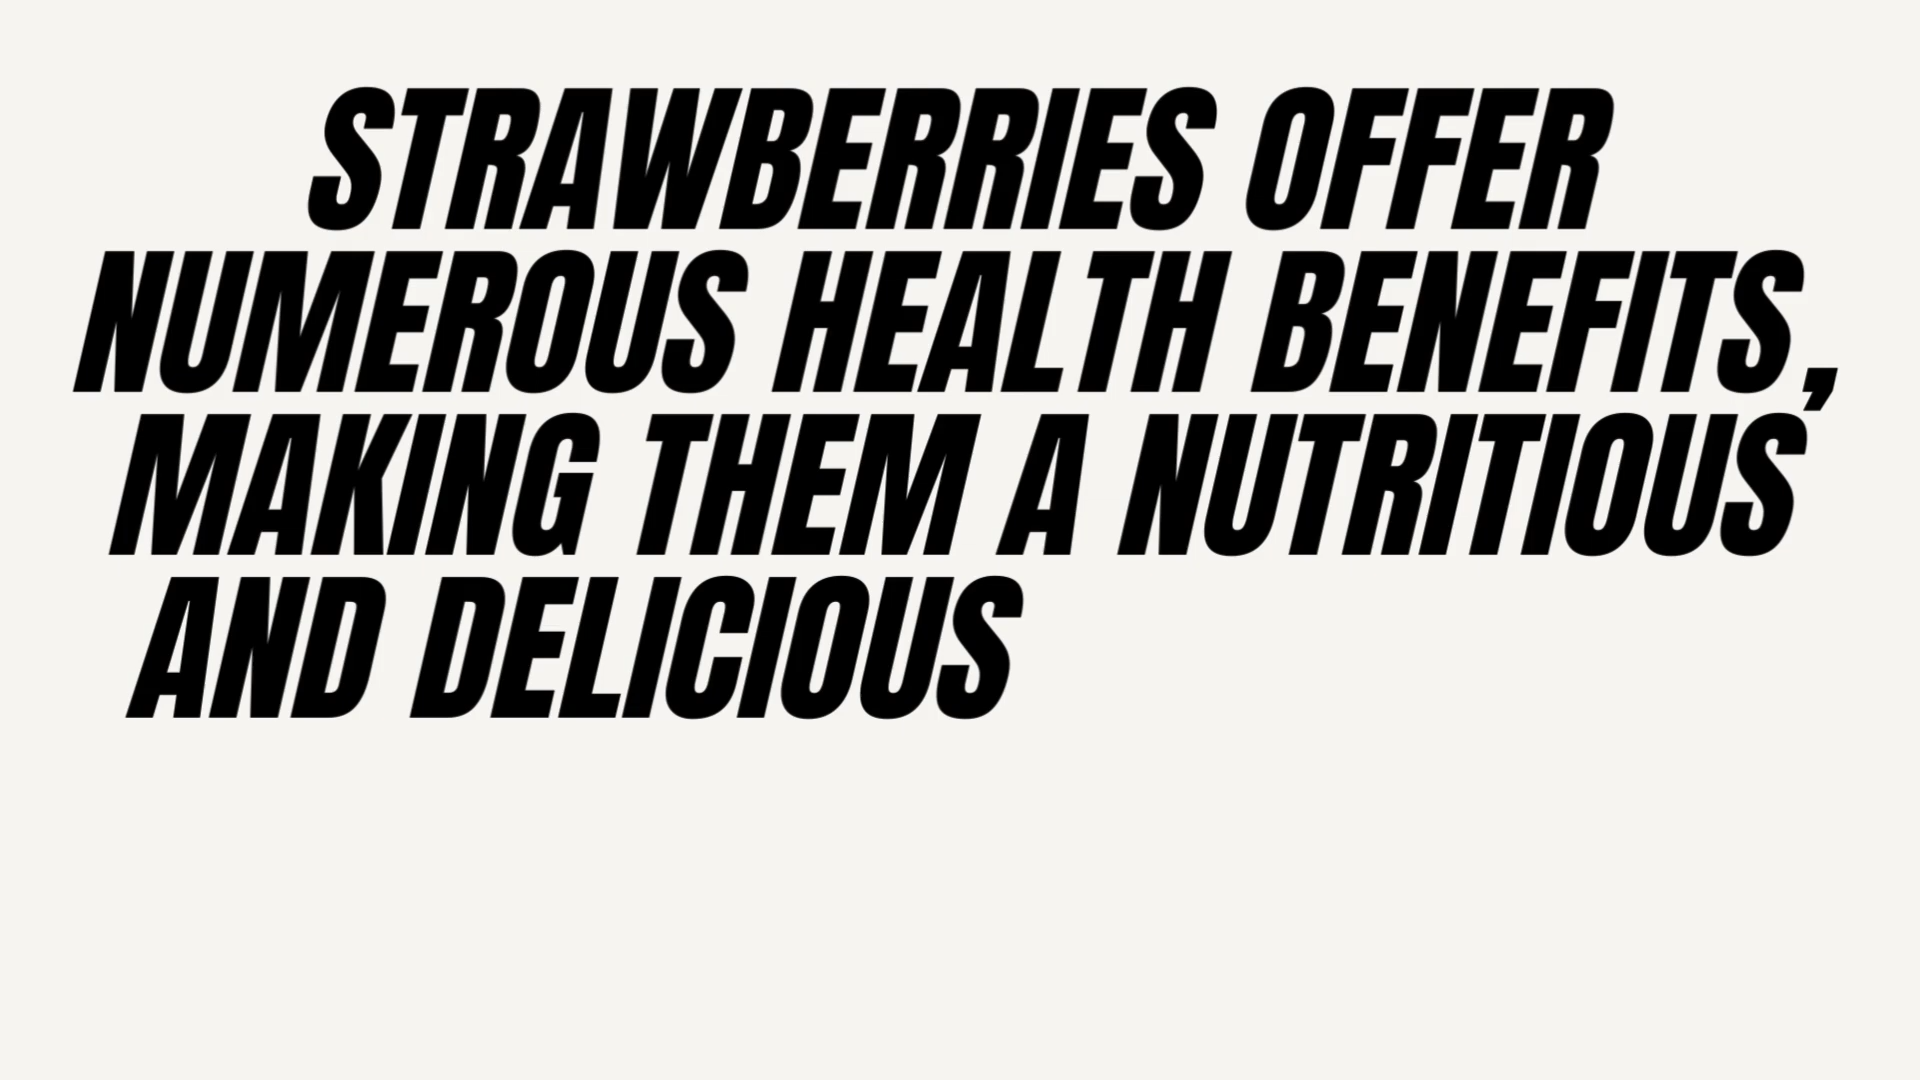 STRAWBERRIES OFFER
NUMEROUS HEALTH BENEFITS,
MAKING THEM A NUTRITIOUS
AND DELICIOUS